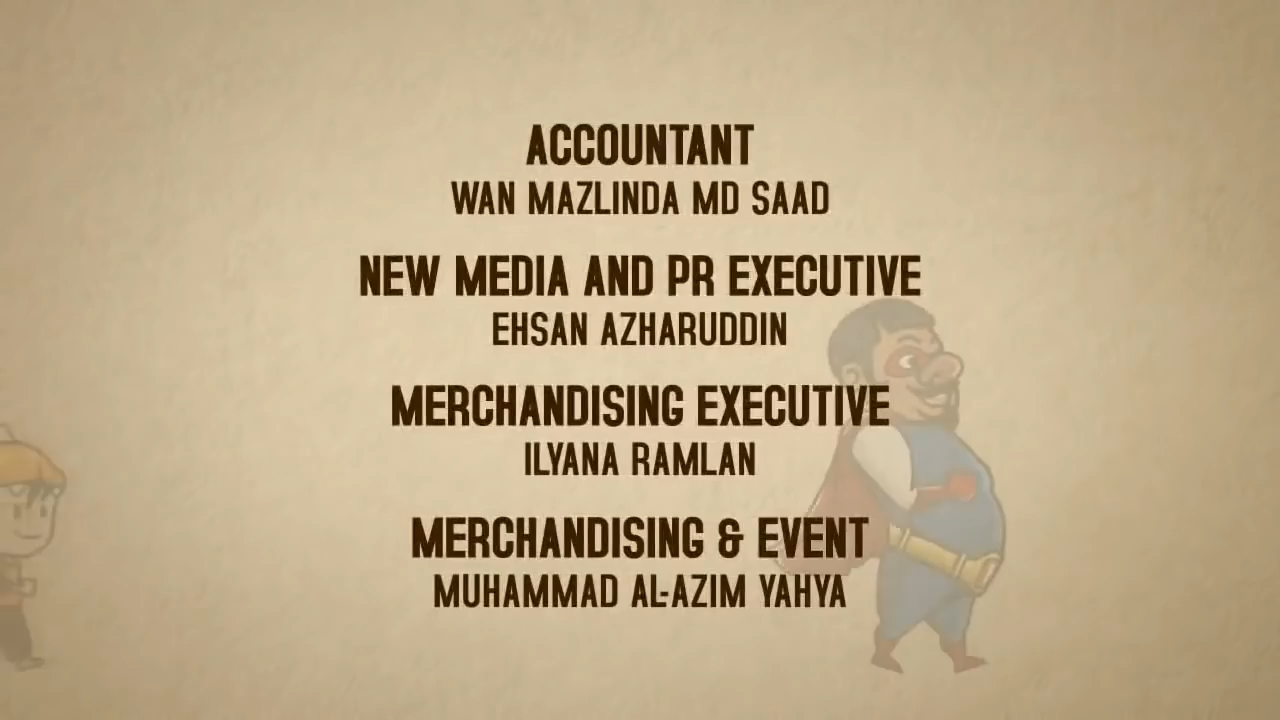 ACCOUNTANT
WAN MAZLINDA MD SAAD
NEW MEDIA AND PR EXECUTIVE
EHSAN AZHARUDDIN
MERCHANDISING EXECUTIVE
ILYANA RAMLAN
MERCHANDISING & EVENT
MUHAMMAD AL-AZIM YAHYA